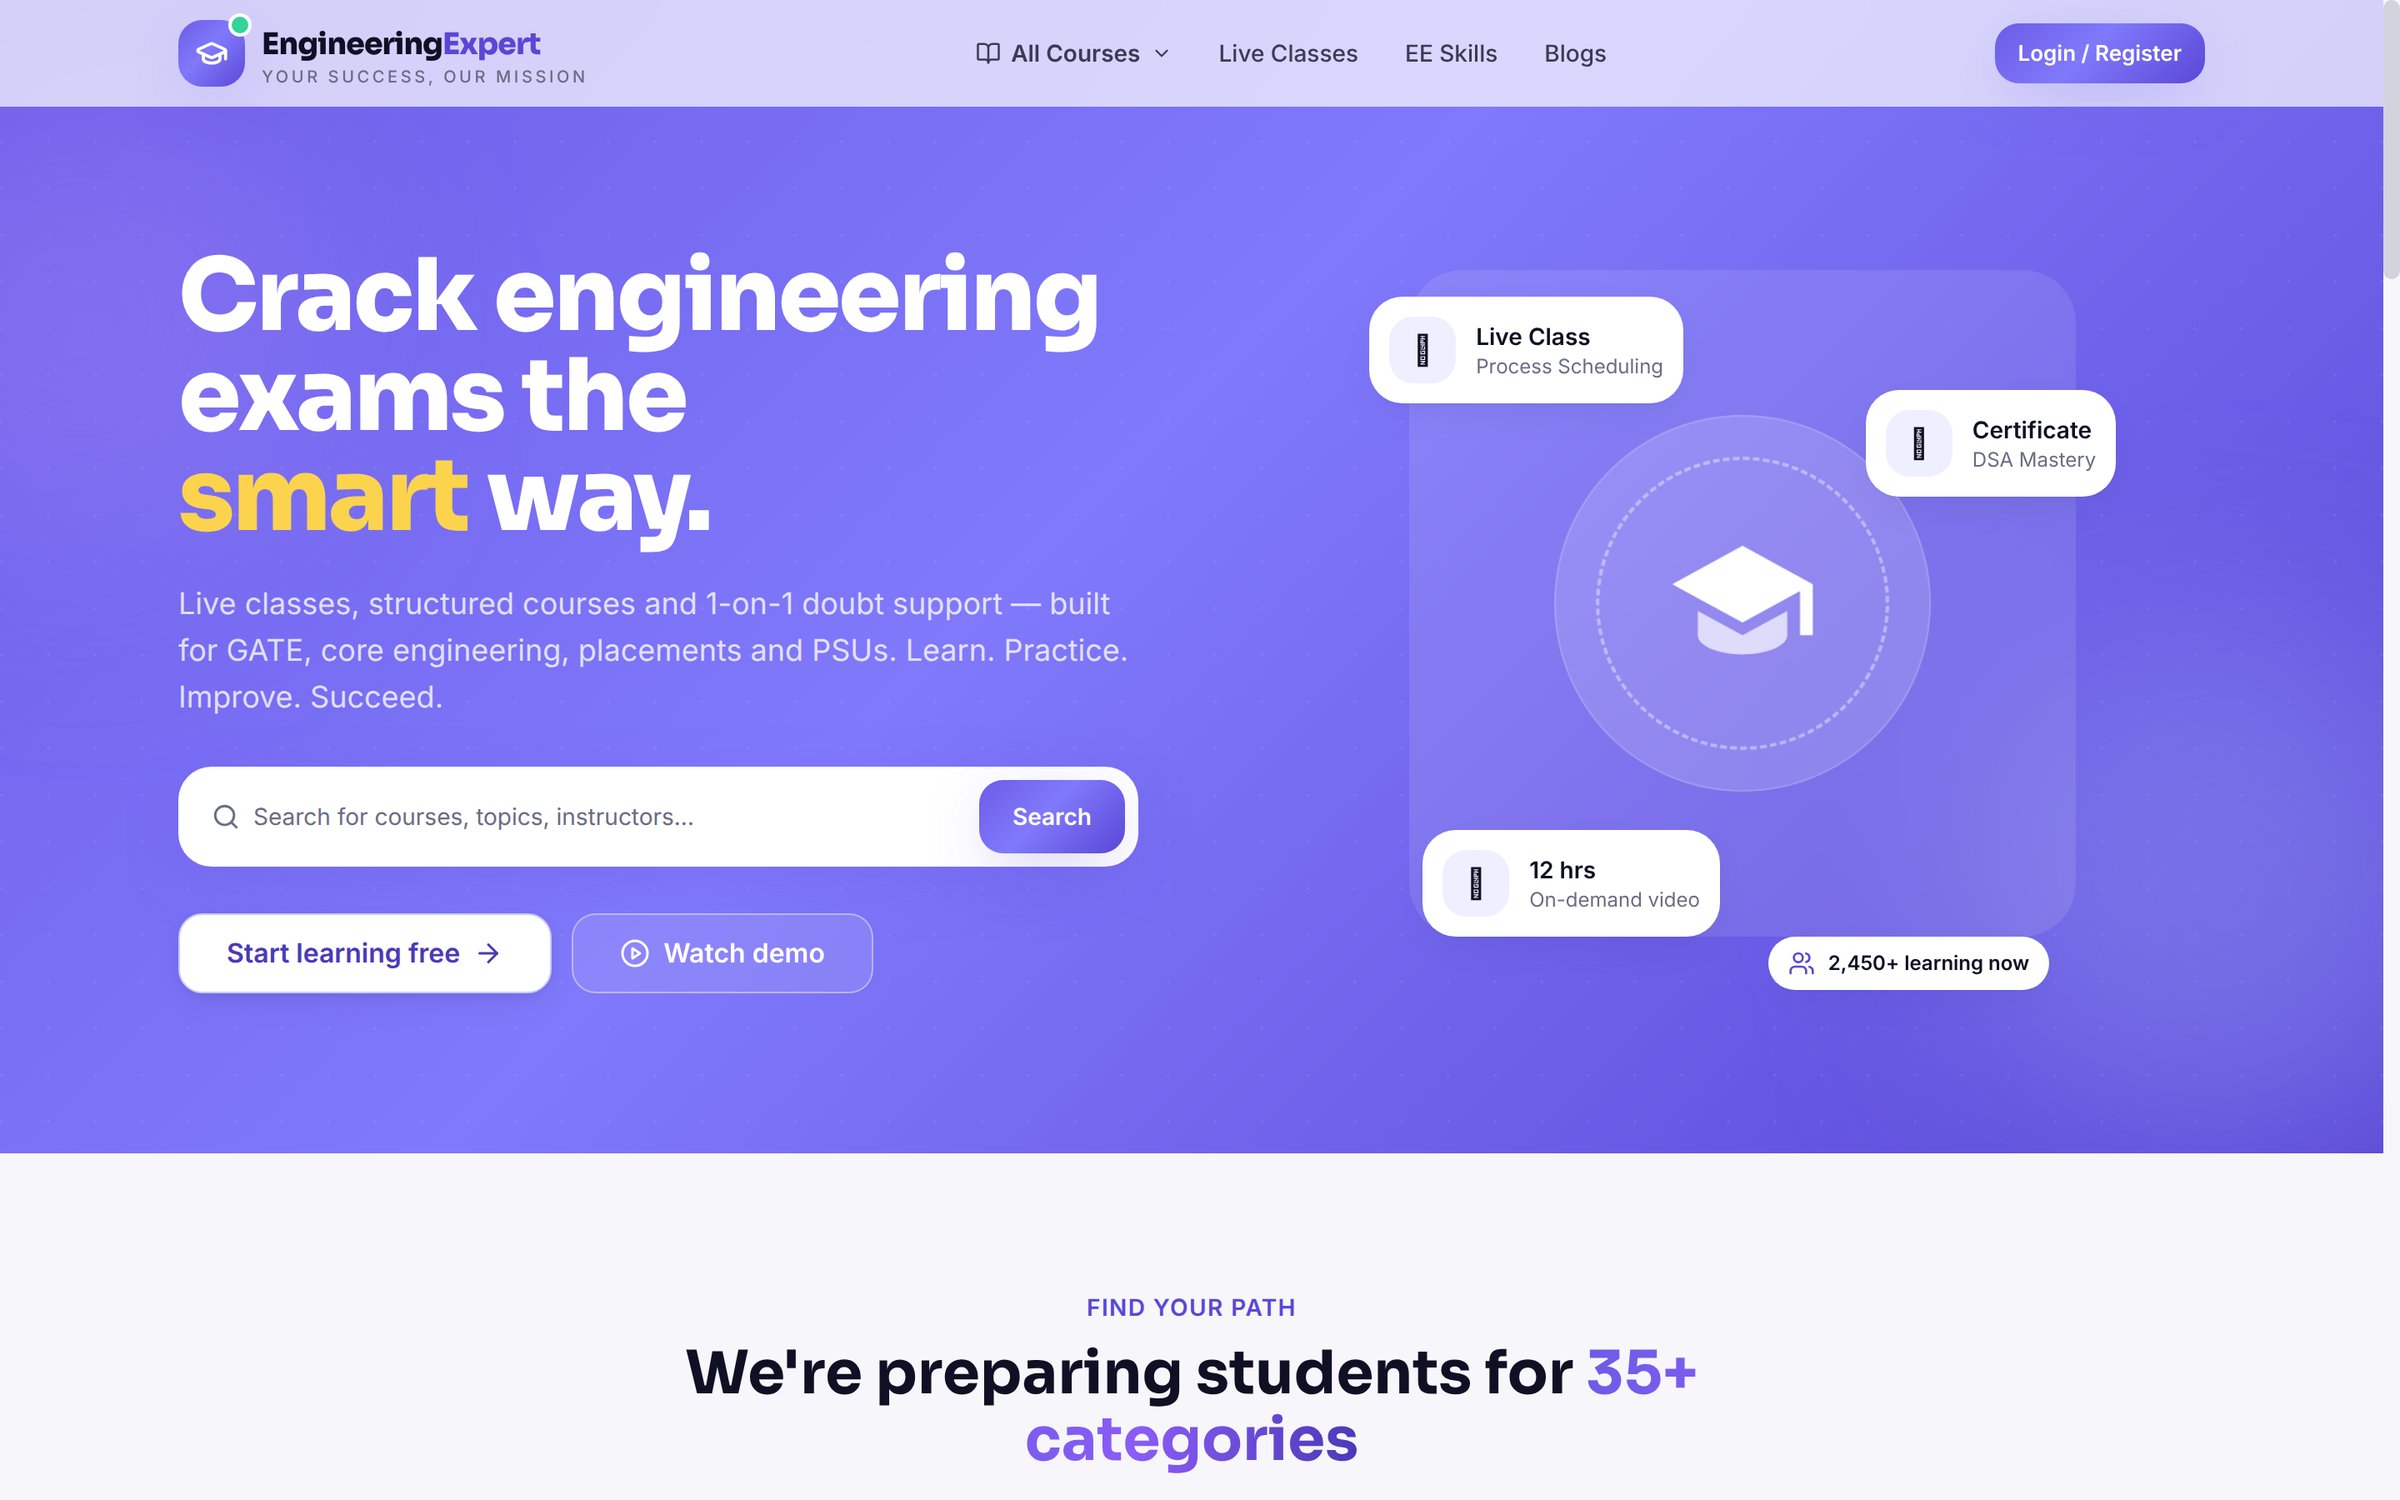 EngineeringExpert
YOUR SUCCESS, OUR MISSION
All Courses
Live Classes
EE Skills
Blogs
Login / Register
Crack engineering
exams the
smart way.
Live classes, structured courses and 1-on-1 doubt support — built
for GATE, core engineering, placements and PSUs. Learn. Practice.
Improve. Succeed.
Search for courses, topics, instructors...
Search
Start learning free
Watch demo
Live Class
Process Scheduling
Certificate
DSA Mastery
12 hrs
On-demand video
2,450+ learning now
FIND YOUR PATH
We're preparing students for 35+
categories